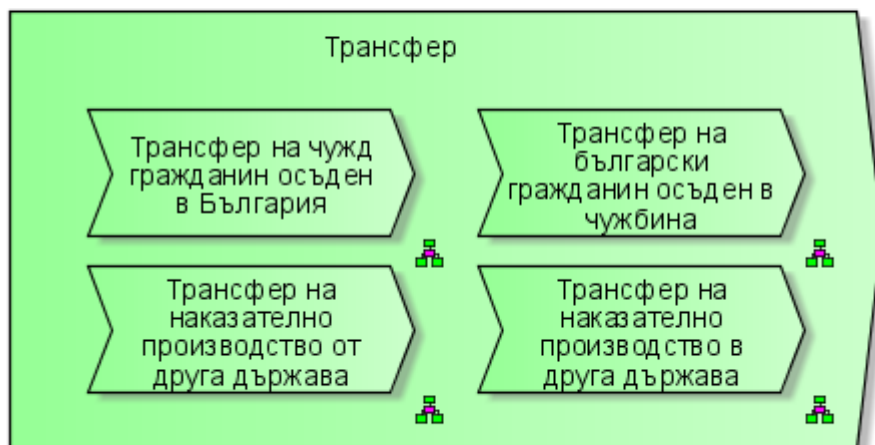 Трансфер
Трансфер на чужд
гражданин осъден
в България
Трансфер на
български
гражданин осъден в
чужбина
Трансфер на
наказателно
производство от
друга държава
Трансфер на
наказателно
производство в
друга държава